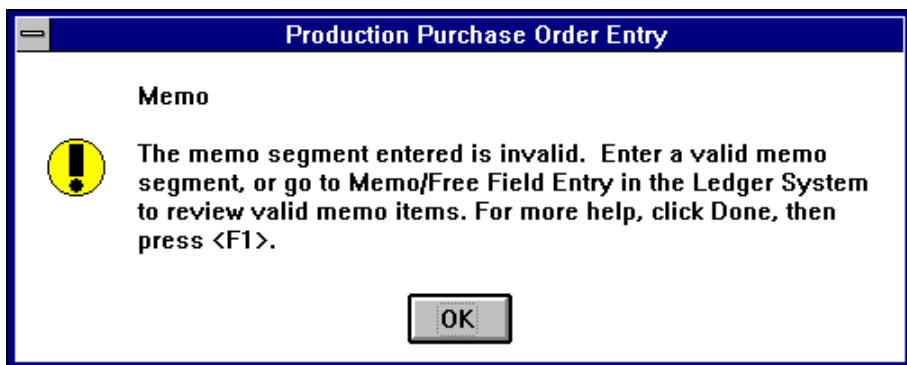 Production Purchase Order Entry
Memo
The memo segment entered is invalid.  Enter a valid memo
segment, or go to Memo/Free Field Entry in the Ledger System
to review valid memo items. For more help, click Done, then
press <F1>.
OK